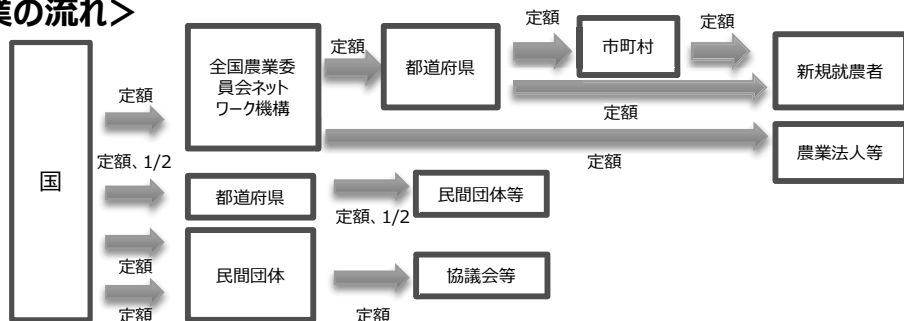 業の流れ＞
国
定額
定額、1/2
定額
定額
全国農業委
員会ネット
ワーク機構
定額
都道府県
定額
市町村
定額
定額
新規就農者
定額
農業法人等
都道府県
定額、1/2
民間団体等
民間団体
定額
協議会等